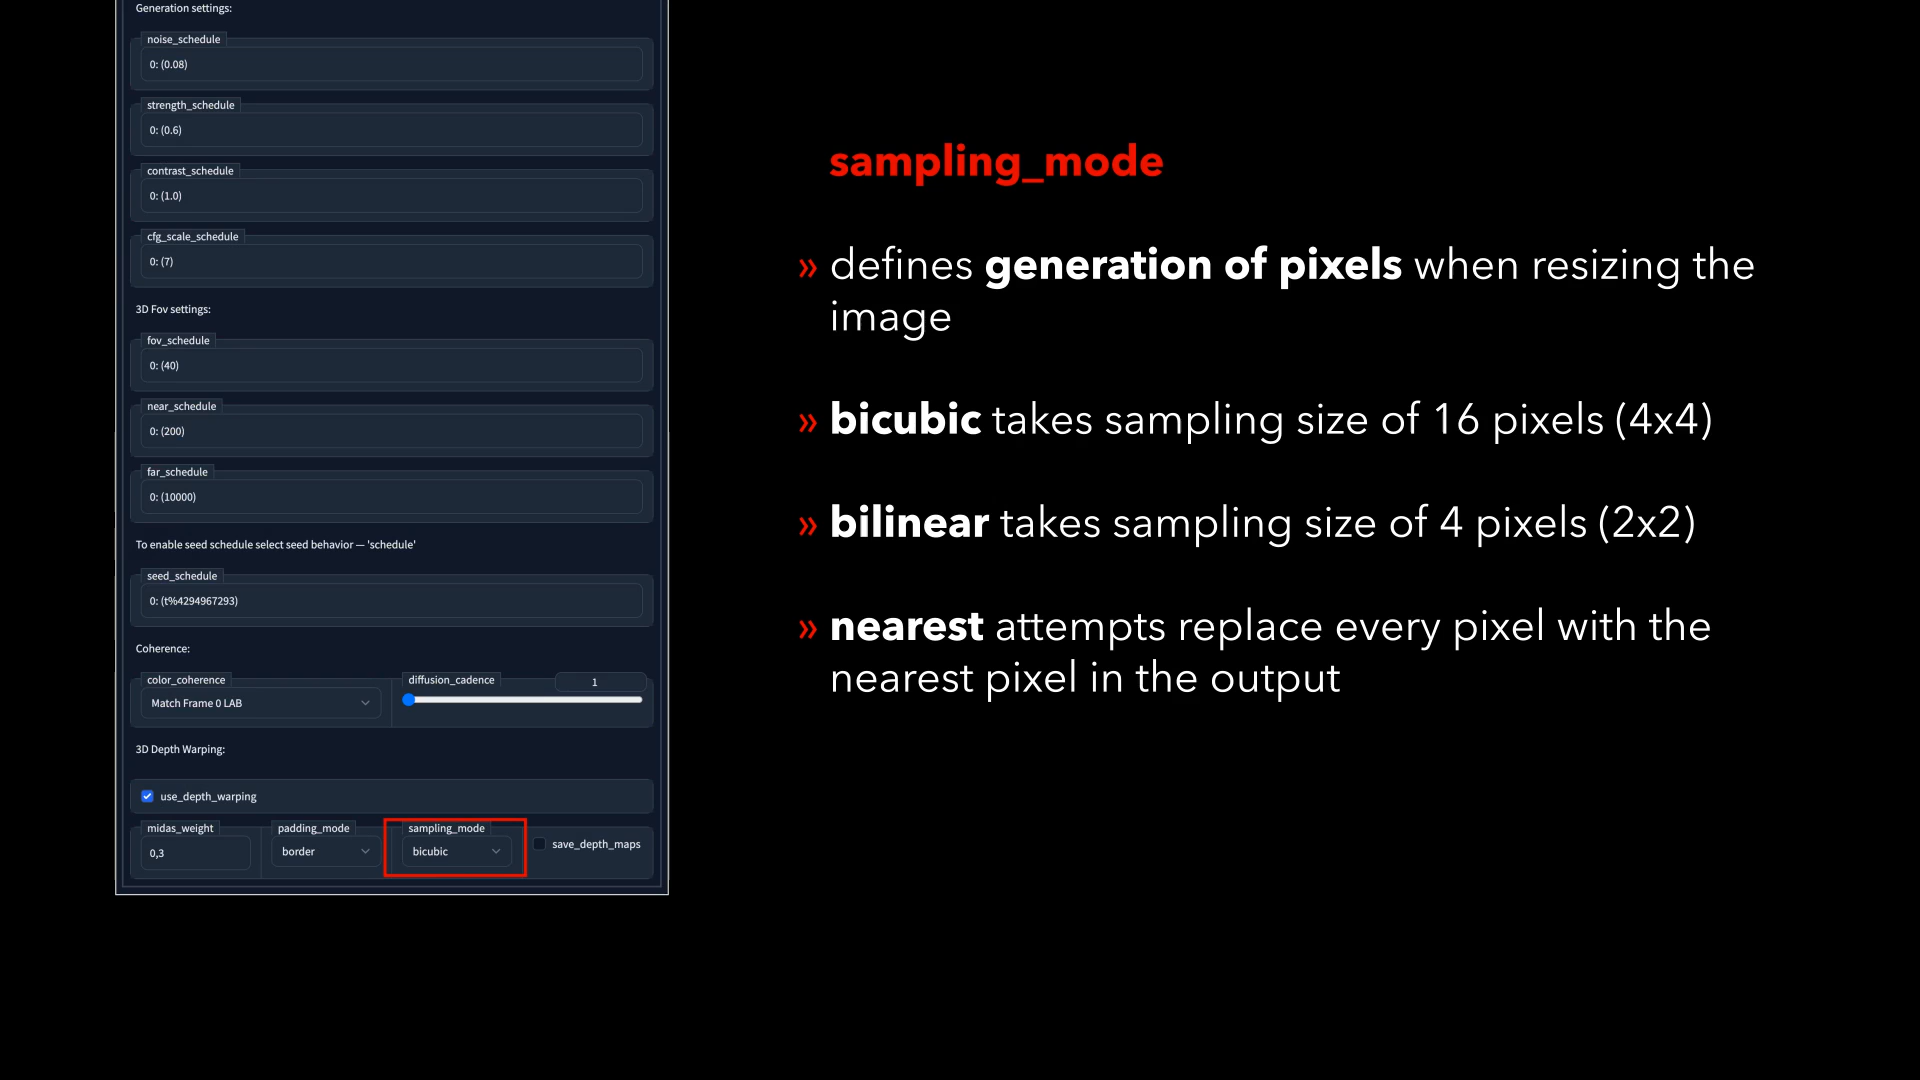 Generation settings:
noise_schedule
0: (0.08)
strength_schedule
0: (0.6)
contrast_schedule
0: (1.0)
cfg_scale_schedule
0: (7)
3D Fov settings:
fov_schedule
0: (40)
near_schedule
0: (200)
far_schedule
0: (10000)
To enable seed schedule select seed behavior — 'schedule'
seed_schedule
0: (t%4294967293)
Coherence:
color_coherence
Match Frame 0 LAB
diffusion_cadence
1
3D Depth Warping:
use_depth_warping
midas_weight
0,3
padding_mode
border
sampling_mode
bicubic
save_depth_maps
sampling_mode
» defines generation of pixels when resizing the
image
» bicubic takes sampling size of 16 pixels (4x4)
» bilinear takes sampling size of 4 pixels (2x2)
» nearest attempts replace every pixel with the
nearest pixel in the output